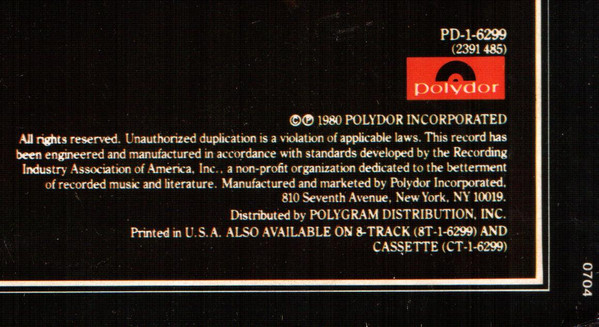 PD-1-6299
(2391 485)
polydor
©℗ 1980 POLYDOR INCORPORATED
All rights reserved. Unauthorized duplication is a violation of applicable laws. This record has
been engineered and manufactured in accordance with standards developed by the Recording
Industry Association of America, Inc., a non-profit organization dedicated to the betterment
of recorded music and literature. Manufactured and marketed by Polydor Incorporated,
810 Seventh Avenue, New York, NY 10019.
Distributed by POLYGRAM DISTRIBUTION, INC.
Printed in U.S.A. ALSO AVAILABLE ON 8-TRACK (8T-1-6299) AND
CASSETTE (CT-1-6299)
0704